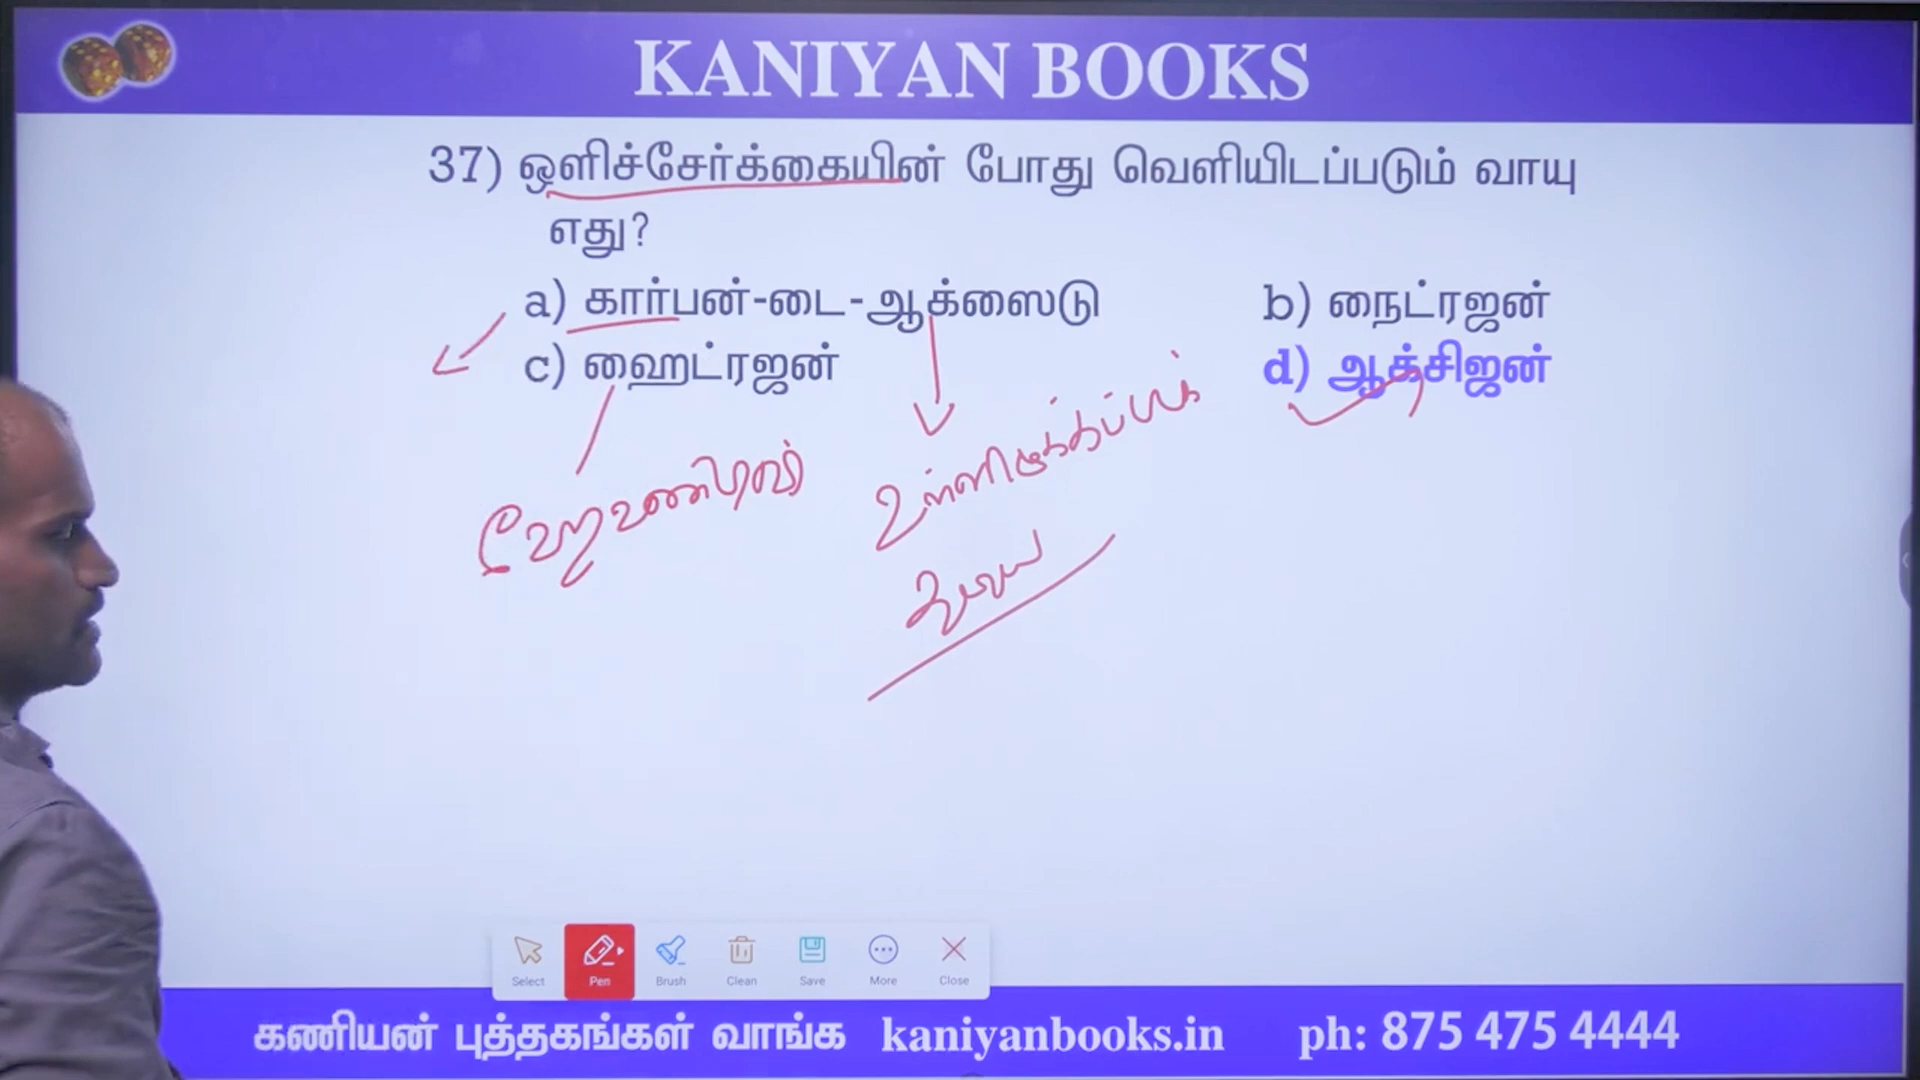 KANIYAN BOOKS
37) ஒளிச்சேர்க்கையின் போது வெளியிடப்படும் வாயு
எது?
a) கார்பன்-டை-ஆக்ஸைடு b) நைட்ரஜன்
c) ஹைட்ரஜன் d) ஆக்சிஜன்
Select Pen Brush Clean Save More Close
கணியன் புத்தகங்கள் வாங்க kaniyanbooks.in ph: 875 475 4444